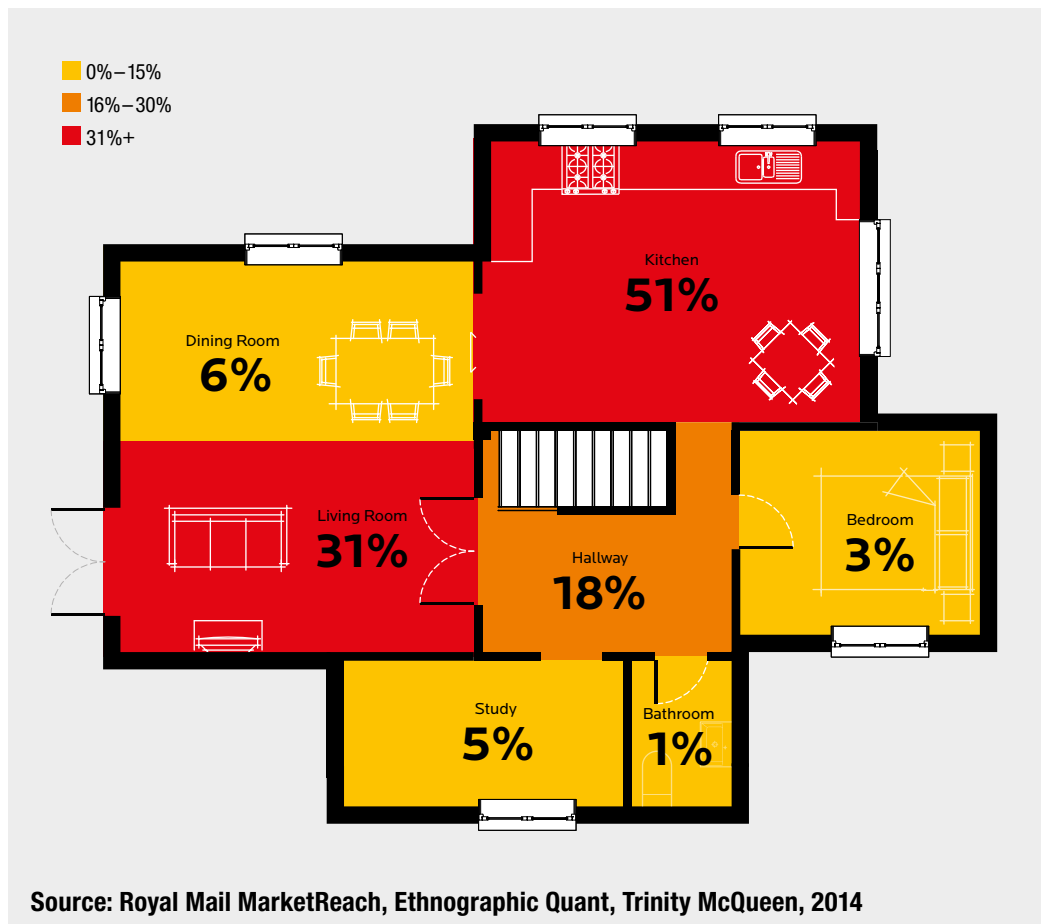 0%–15%
16%–30%
31%+
Kitchen
51%
Dining Room
6%
Living Room
31%
Hallway
18%
Bedroom
3%
Study
5%
Bathroom
1%
Source: Royal Mail MarketReach, Ethnographic Quant, Trinity McQueen, 2014